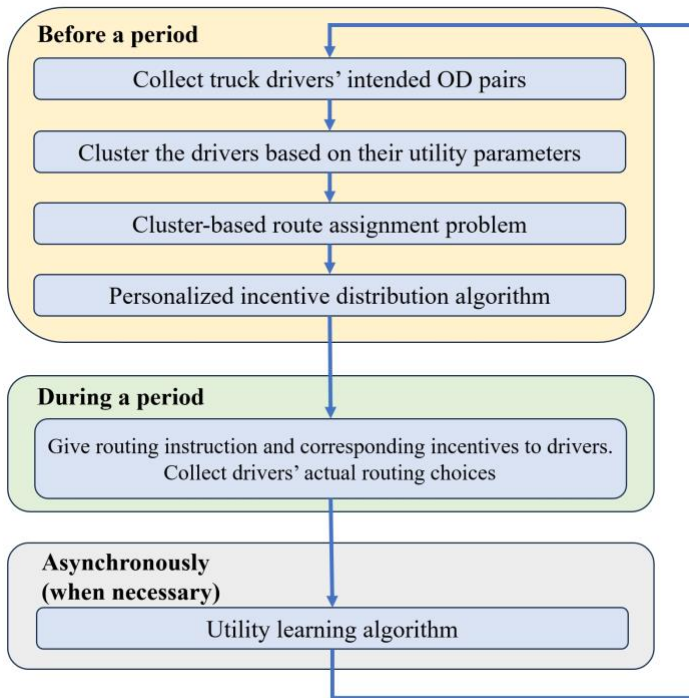 Before a period
Collect truck drivers’ intended OD pairs
Cluster the drivers based on their utility parameters
Cluster-based route assignment problem
Personalized incentive distribution algorithm
During a period
Give routing instruction and corresponding incentives to drivers.
Collect drivers’ actual routing choices
Asynchronously
(when necessary)
Utility learning algorithm